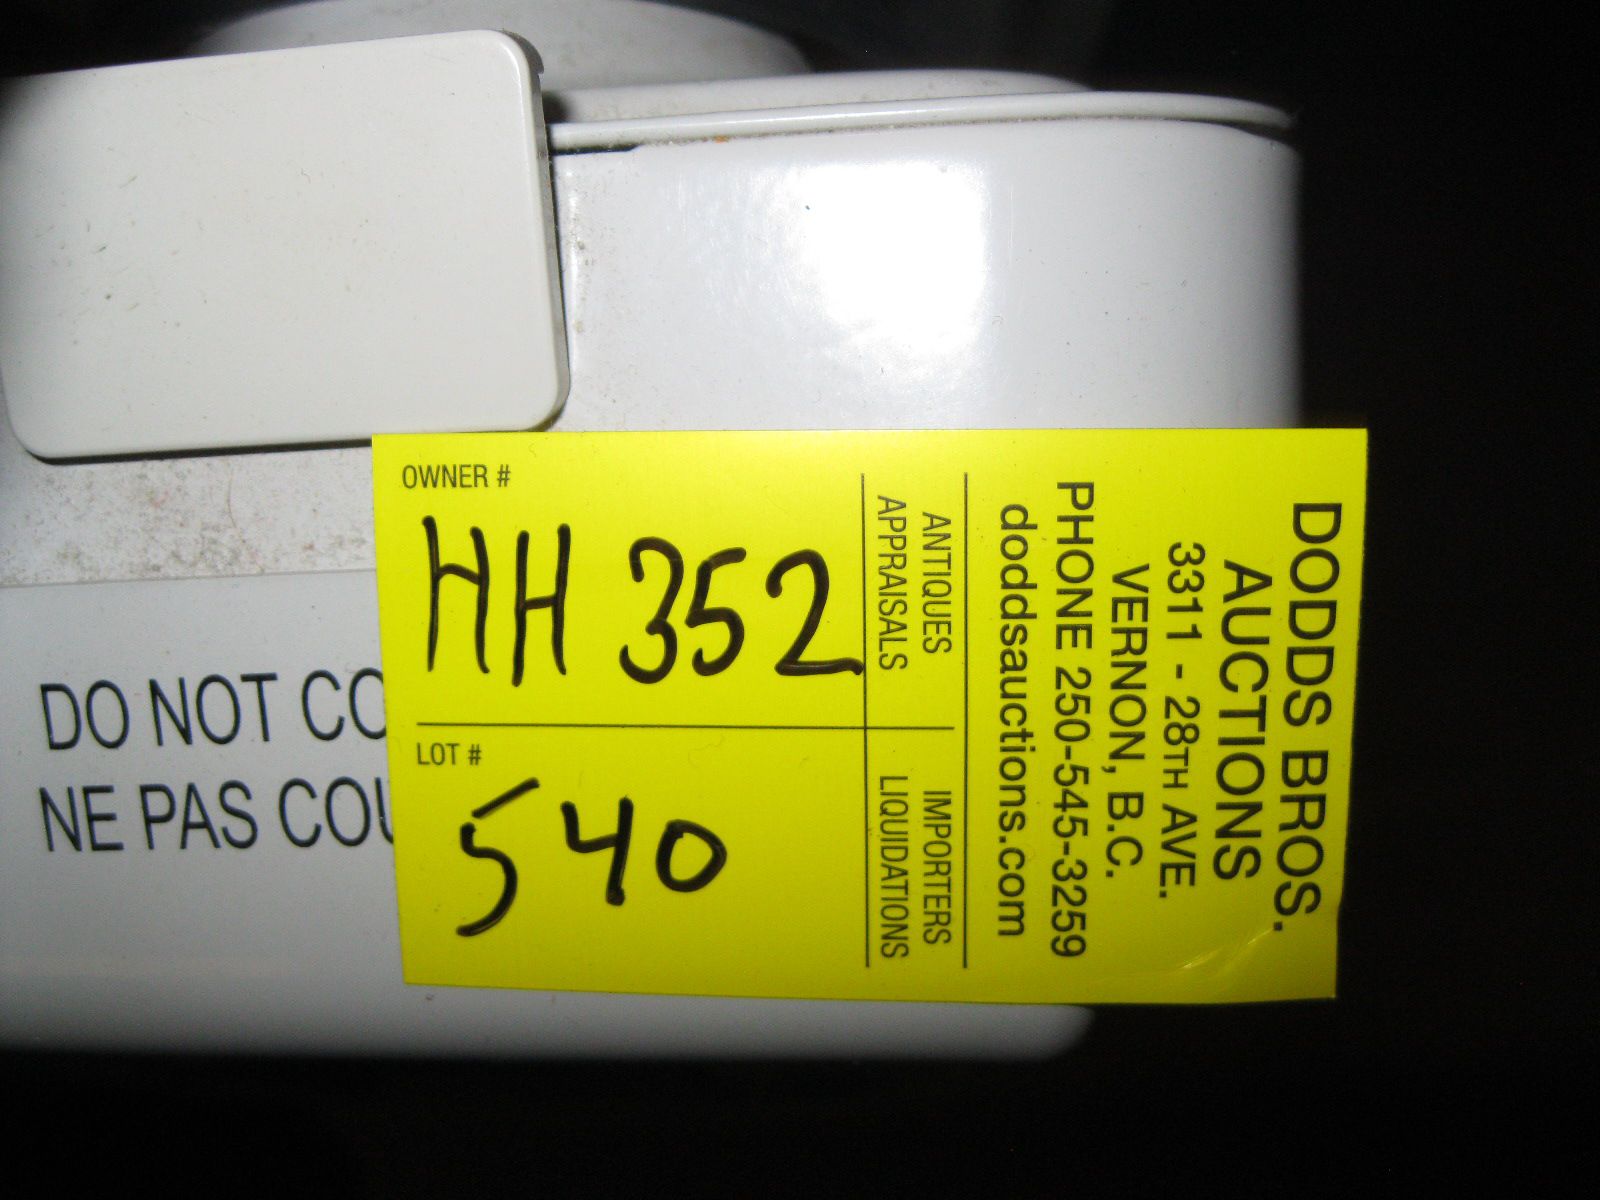 OWNER #
HH 352
LOT #
540
ANTIQUES
APPRAISALS
IMPORTERS
LIQUIDATIONS
DODDS BROS.
AUCTIONS
3311 - 28TH AVE.
VERNON, B.C.
PHONE 250-545-3259
doddsauctions.com
DO NOT CO
NE PAS COU